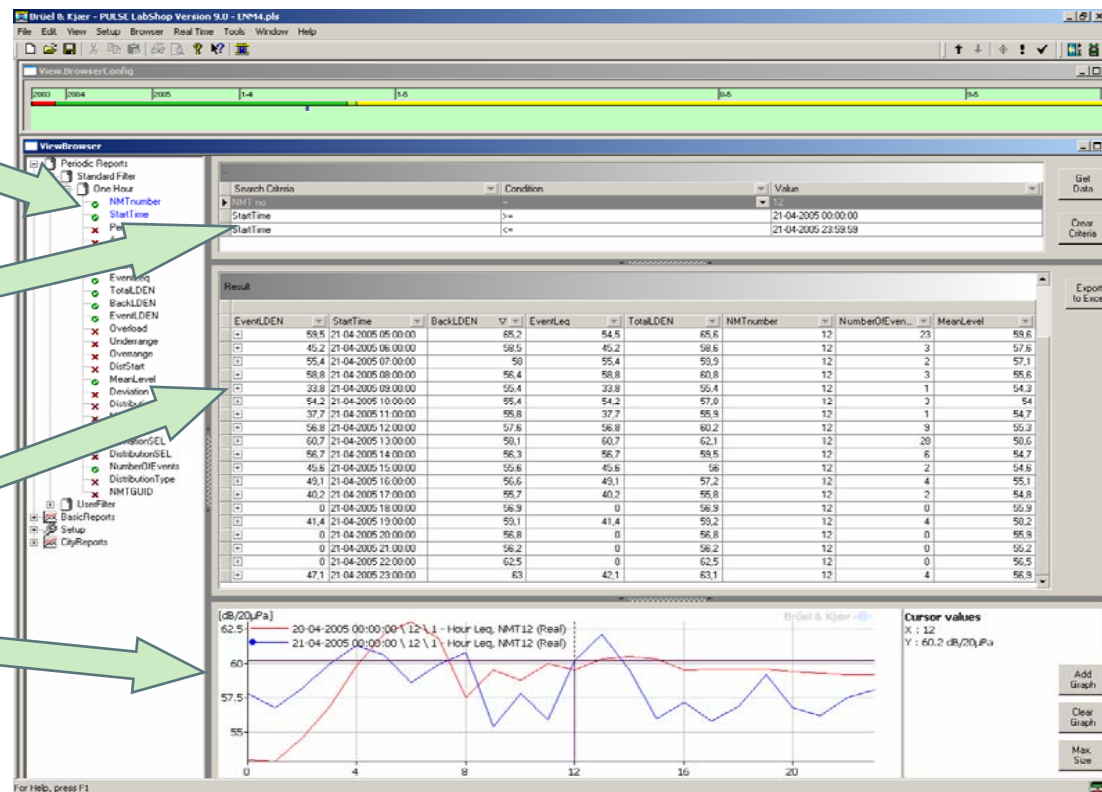 Brüel & Kjær - PULSE LabShop Version 9.0 - ENM4.pls
File Edit View Setup Browser Real Time Tools Window Help
View.BrowserConfig
2003 2004 2005 1-4 1-5 8-5 9-5
ViewBrowser
Periodic Reports
Standard Filter
One Hour
NMTnumber
StartTime
EventLeq
TotalLDEN
BackLDEN
EventLDEN
Overload
Underrange
Overrange
DistStart
MeanLevel
Deviation
DistributionSEL
NumberOfEvents
DistributionType
NMTGUID
UserFilter
BasicReports
Setup
CityReports
Search Criteria Condition Value
NMT no = 12
StartTime >= 21-04-2005 00:00:00
StartTime <= 21-04-2005 23:59:59
Get Data
Clear Criteria
Export to Excel
Result
EventLDEN StartTime BackLDEN EventLeq TotalLDEN NMTnumber NumberOfEven... MeanLevel
59,5 21-04-2005 05:00:00 65,2 54,5 65,6 12 23 59,6
45,2 21-04-2005 06:00:00 58,5 45,2 58,6 12 3 57,6
55,4 21-04-2005 07:00:00 58 55,4 59,9 12 2 57,1
58,8 21-04-2005 08:00:00 56,4 58,8 60,8 12 3 55,6
33,8 21-04-2005 09:00:00 55,4 33,8 55,4 12 1 54,3
54,2 21-04-2005 10:00:00 55,4 54,2 57,8 12 3 54
37,7 21-04-2005 11:00:00 55,8 37,7 55,9 12 1 54,7
56,8 21-04-2005 12:00:00 57,6 56,8 60,2 12 9 55,3
60,7 21-04-2005 13:00:00 58,1 60,7 62,1 12 28 58,6
56,7 21-04-2005 14:00:00 56,3 56,7 59,5 12 6 54,7
45,6 21-04-2005 15:00:00 55,6 45,6 56 12 2 54,6
49,1 21-04-2005 16:00:00 56,6 49,1 57,2 12 4 55,1
40,2 21-04-2005 17:00:00 55,7 40,2 55,8 12 2 54,8
0 21-04-2005 18:00:00 56,9 0 56,9 12 0 55,9
41,4 21-04-2005 19:00:00 59,1 41,4 59,2 12 4 58,2
0 21-04-2005 20:00:00 56,8 0 56,8 12 0 55,9
0 21-04-2005 21:00:00 56,2 0 56,2 12 0 55,2
0 21-04-2005 22:00:00 62,5 0 62,5 12 0 56,5
47,1 21-04-2005 23:00:00 63 42,1 63,1 12 4 56,9
[dB/20µPa]
Brüel & Kjær
62.5
20-04-2005 00:00:00 \ 12 \ 1 - Hour Leq, NMT12 (Real)
21-04-2005 00:00:00 \ 12 \ 1 - Hour Leq, NMT12 (Real)
60
57.5
55
0 4 8 12 16 20
Cursor values
X : 12
Y : 60.2 dB/20µPa
Add Graph
Clear Graph
Max. Size
For Help, press F1